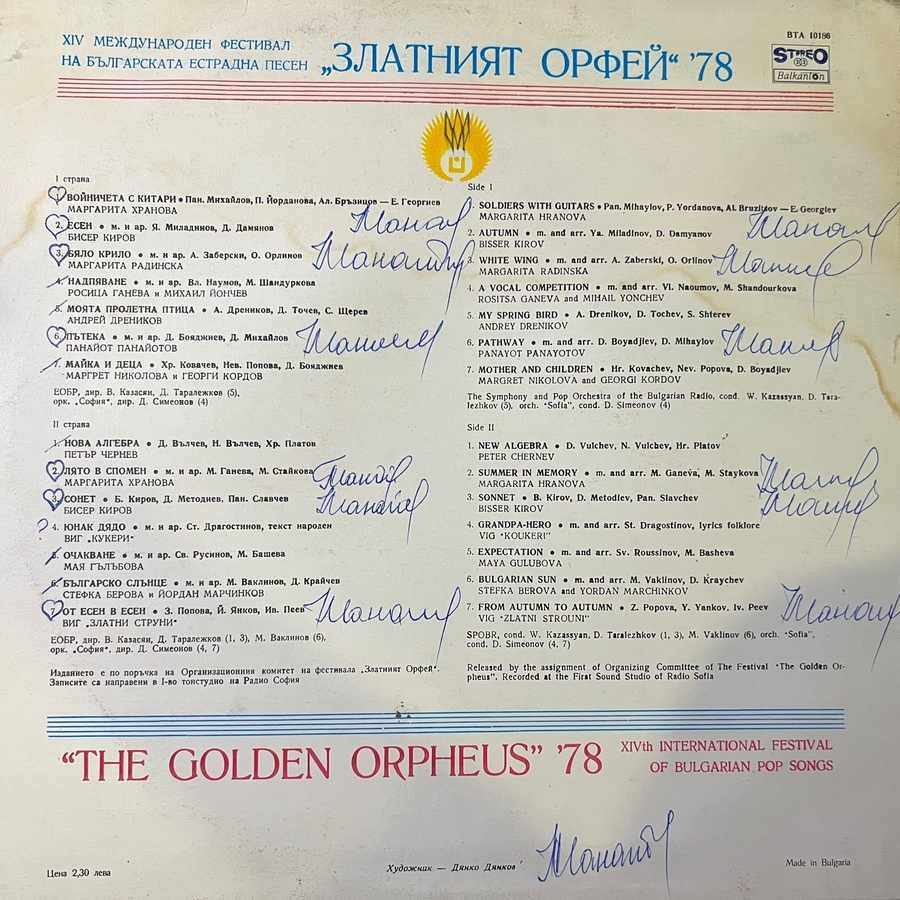 XIV МЕЖДУНАРОДЕН ФЕСТИВАЛ
НА БЪЛГАРСКАТА ЕСТРАДНА ПЕСЕН
„ЗЛАТНИЯТ ОРФЕЙ“ '78
ВТА 10186
STEREO
33
Balkanton
I страна
1. ВОЙНИЧЕТА С КИТАРИ • Пан. Михайлов, П. Йорданова, Ал. Бръзицов — Е. Георгиев
МАРГАРИТА ХРАНОВА
2. ЕСЕН • м. и ар. Я. Миладинов, Д. Дамянов
БИСЕР КИРОВ
3. БЯЛО КРИЛО • м. и ар. А. Заберски, О. Орлинов
МАРГАРИТА РАДИНСКА
4. НАДПЯВАНЕ • м. и ар. Вл. Наумов, М. Шандуркова
РОСИЦА ГАНЕВА и МИХАИЛ ЙОНЧЕВ
5. МОЯТА ПРОЛЕТНА ПТИЦА • А. Дреников, Д. Точев, С. Щерев
АНДРЕЙ ДРЕНИКОВ
6. ПЪТЕКА • м. и ар. Д. Бояджиев, Д. Михайлов
ПАНАЙОТ ПАНАЙОТОВ
7. МАЙКА И ДЕЦА • Хр. Ковачев, Нев. Попова, Д. Бояджиев
МАРГРЕТ НИКОЛОВА и ГЕОРГИ КОРДОВ
ЕОБР, дир. В. Казасян, Д. Таралежков (5),
орк. „София", дир. Д. Симеонов (4)
II страна
1. НОВА АЛГЕБРА • Д. Вълчев, Н. Вълчев, Хр. Платов
ПЕТЪР ЧЕРНЕВ
2. ЛЯТО В СПОМЕН • м. и ар. М. Ганева, М. Стайкова
МАРГАРИТА ХРАНОВА
3. СОНЕТ • Б. Киров, Д. Методиев, Пан. Славчев
БИСЕР КИРОВ
? 4. ЮНАК ДЯДО • м. и ар. Ст. Драгостинов, текст народен
ВИГ „КУКЕРИ"
5. ОЧАКВАНЕ • м. и ар. Св. Русинов, М. Башева
МАЯ ГЪЛЪБОВА
6. БЪЛГАРСКО СЛЪНЦЕ • м. и ар. М. Ваклинов, Д. Крайчев
СТЕФКА БЕРОВА и ЙОРДАН МАРЧИНКОВ
7. ОТ ЕСЕН В ЕСЕН • З. Попова, Й. Янков, Ив. Пеев
ВИГ „ЗЛАТНИ СТРУНИ"
ЕОБР, дир. В. Казасян, Д. Таралежков (1, 3), М. Ваклинов (6),
орк. „София", дир. Д. Симеонов (4, 7)
Изданието е по поръчка на Организационния комитет на фестивала „Златният Орфей".
Записите са направени в I-во тонстудио на Радио София
Side I
1. SOLDIERS WITH GUITARS • Pan. Mihaylov, P. Yordanova, Al. Bruzitsov — E. Georgiev
MARGARITA HRANOVA
2. AUTUMN • m. and arr. Ya. Miladinov, D. Damyanov
BISSER KIROV
3. WHITE WING • m. and arr. A. Zaberski, O. Orlinov
MARGARITA RADINSKA
4. A VOCAL COMPETITION • m. and arr. Vl. Naoumov, M. Shandourkova
ROSITSA GANEVA and MIHAIL YONCHEV
5. MY SPRING BIRD • A. Drenikov, D. Tochev, S. Shterev
ANDREY DRENIKOV
6. PATHWAY • m. and arr. D. Boyadjiev, D. Mihaylov
PANAYOT PANAYOTOV
7. MOTHER AND CHILDREN • Hr. Kovachev, Nev. Popova, D. Boyadjiev
MARGRET NIKOLOVA and GEORGI KORDOV
The Symphony and Pop Orchestra of the Bulgarian Radio, cond. W. Kazassyan, D. Tara-
lezhkov (5), orch. "Sofia", cond. D. Simeonov (4)
Side II
1. NEW ALGEBRA • D. Vulchev, N. Vulchev, Hr. Platov
PETER CHERNEV
2. SUMMER IN MEMORY • m. and arr. M. Ganeva, M. Staykova
MARGARITA HRANOVA
3. SONNET • B. Kirov, D. Metodiev, Pan. Slavchev
BISSER KIROV
4. GRANDPA-HERO • m. and arr. St. Dragostinov, lyrics folklore
VIG "KOUKERI"
5. EXPECTATION • m. and arr. Sv. Roussinov, M. Basheva
MAYA GULUBOVA
6. BULGARIAN SUN • m. and arr. M. Vaklinov, D. Kraychev
STEFKA BEROVA and YORDAN MARCHINKOV
7. FROM AUTUMN TO AUTUMN • Z. Popova, Y. Yankov, Iv. Peev
VIG "ZLATNI STROUNI"
SPOBR, cond. W. Kazassyan, D. Taralezhkov (1, 3), M. Vaklinov (6), orch. "Sofia",
cond. D. Simeonov (4, 7)
Released by the assignment of Organizing Committee of The Festival "The Golden Or-
pheus". Recorded at the First Sound Studio of Radio Sofia
"THE GOLDEN ORPHEUS" '78
XIVth INTERNATIONAL FESTIVAL
OF BULGARIAN POP SONGS
Цена 2,30 лева
Художник — Дянко Дянков
Made in Bulgaria